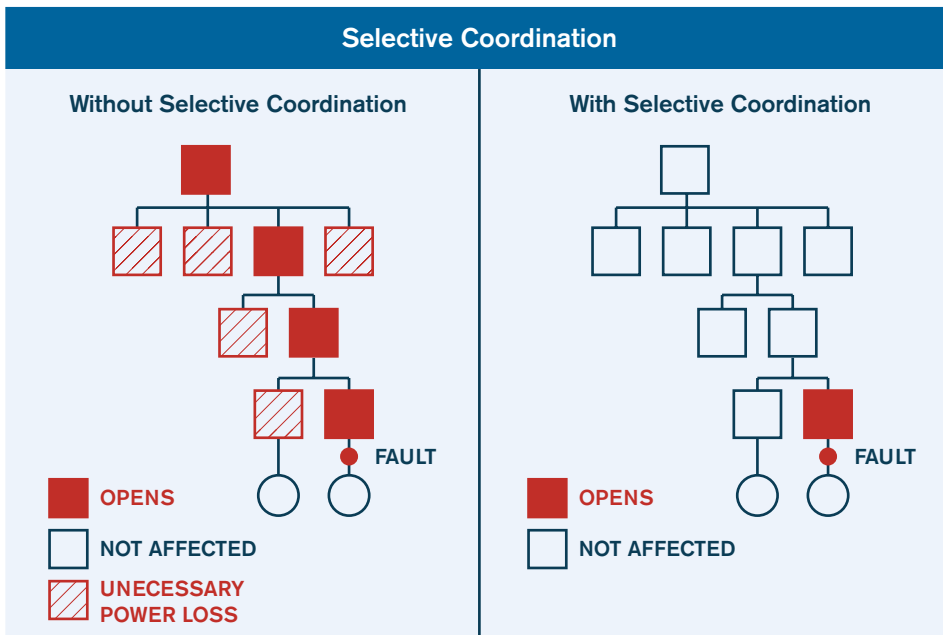 Selective Coordination
Without Selective Coordination
FAULT
OPENS
NOT AFFECTED
UNECESSARY
POWER LOSS
With Selective Coordination
FAULT
OPENS
NOT AFFECTED